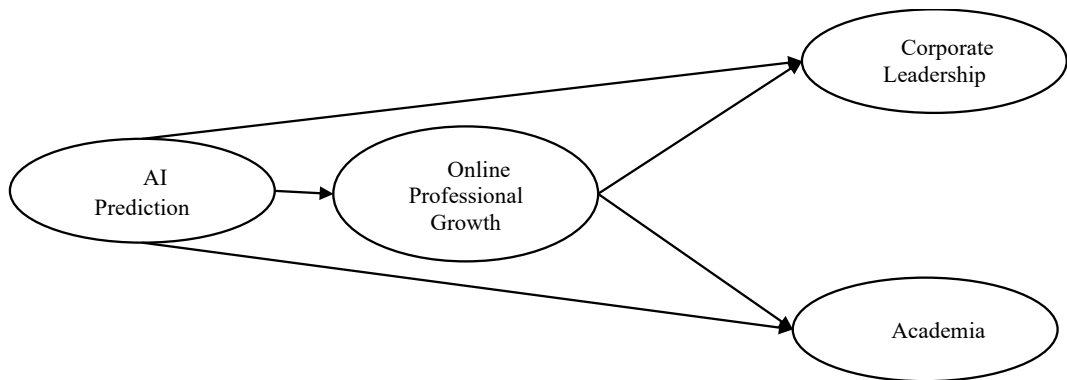 Corporate
Leadership
AI
Prediction
Online
Professional
Growth
Academia